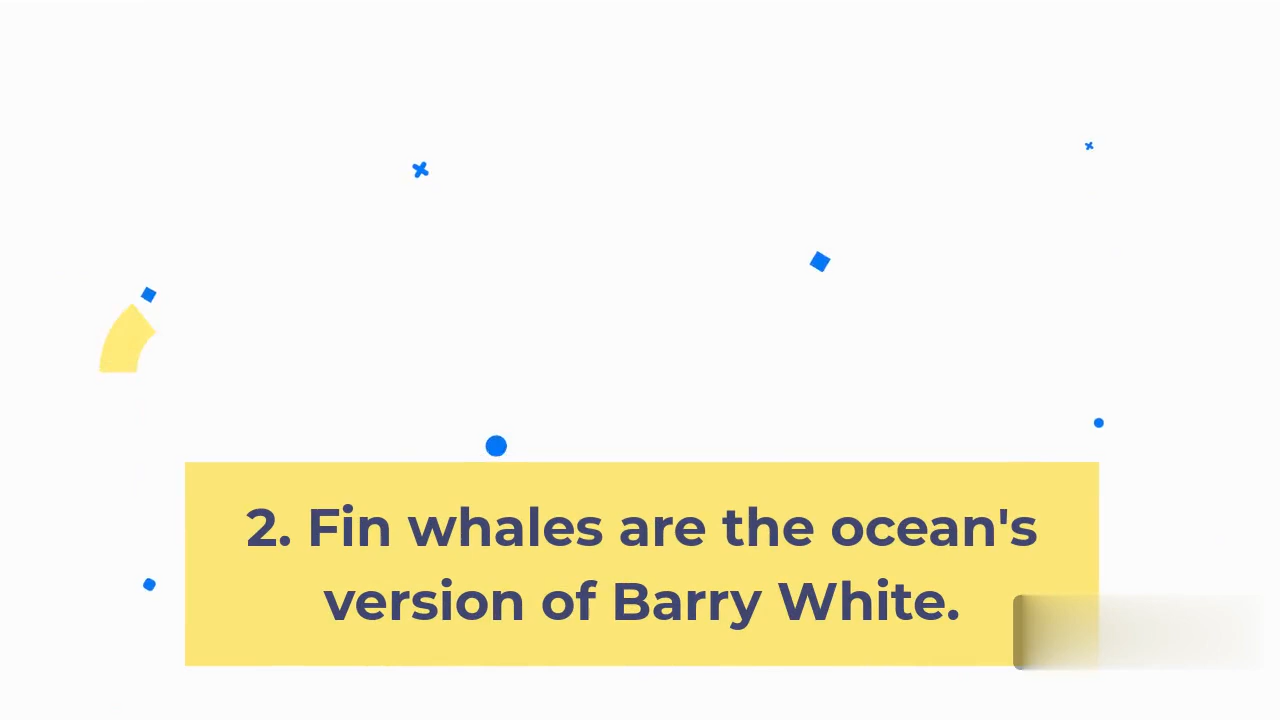 2. Fin whales are the ocean's
version of Barry White.